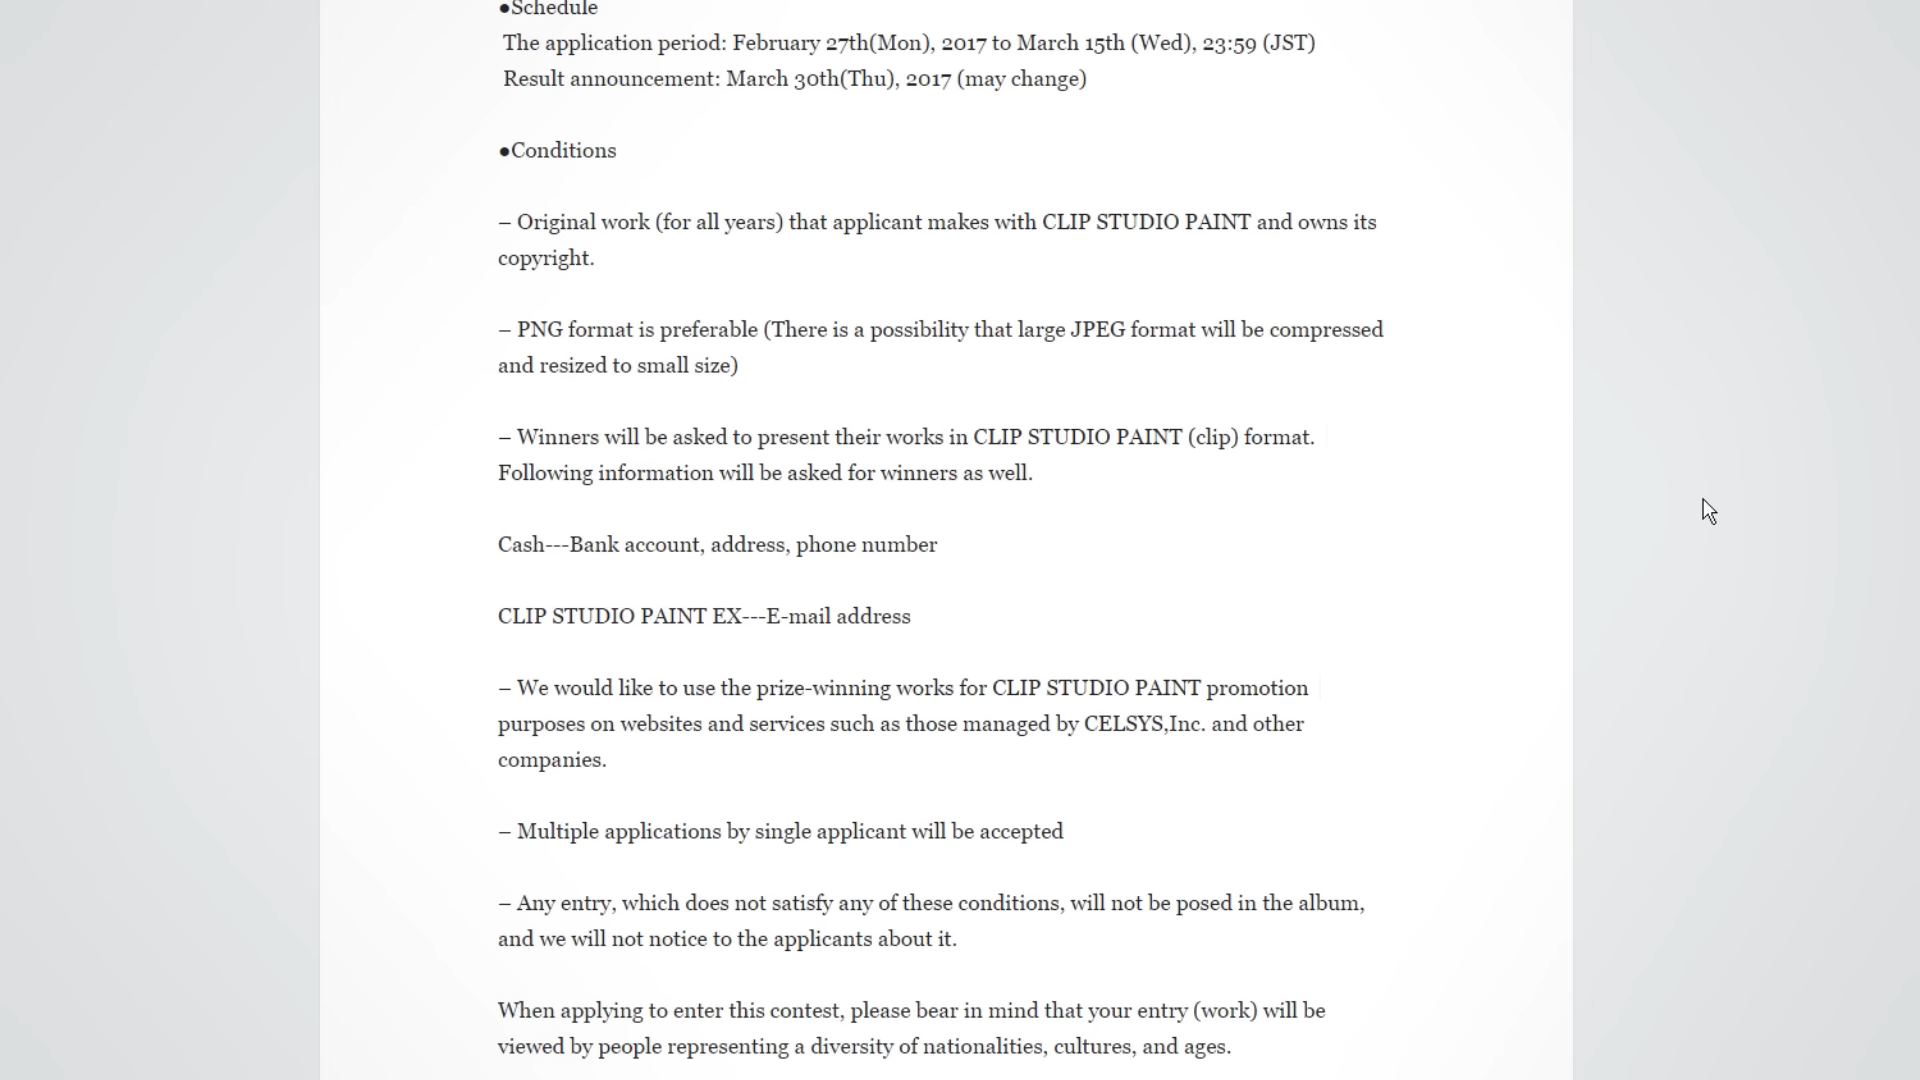 ●Schedule
The application period: February 27th(Mon), 2017 to March 15th (Wed), 23:59 (JST)
Result announcement: March 30th(Thu), 2017 (may change)
●Conditions
– Original work (for all years) that applicant makes with CLIP STUDIO PAINT and owns its
copyright.
– PNG format is preferable (There is a possibility that large JPEG format will be compressed
and resized to small size)
– Winners will be asked to present their works in CLIP STUDIO PAINT (clip) format.
Following information will be asked for winners as well.
Cash---Bank account, address, phone number
CLIP STUDIO PAINT EX---E-mail address
– We would like to use the prize-winning works for CLIP STUDIO PAINT promotion
purposes on websites and services such as those managed by CELSYS,Inc. and other
companies.
– Multiple applications by single applicant will be accepted
– Any entry, which does not satisfy any of these conditions, will not be posed in the album,
and we will not notice to the applicants about it.
When applying to enter this contest, please bear in mind that your entry (work) will be
viewed by people representing a diversity of nationalities, cultures, and ages.